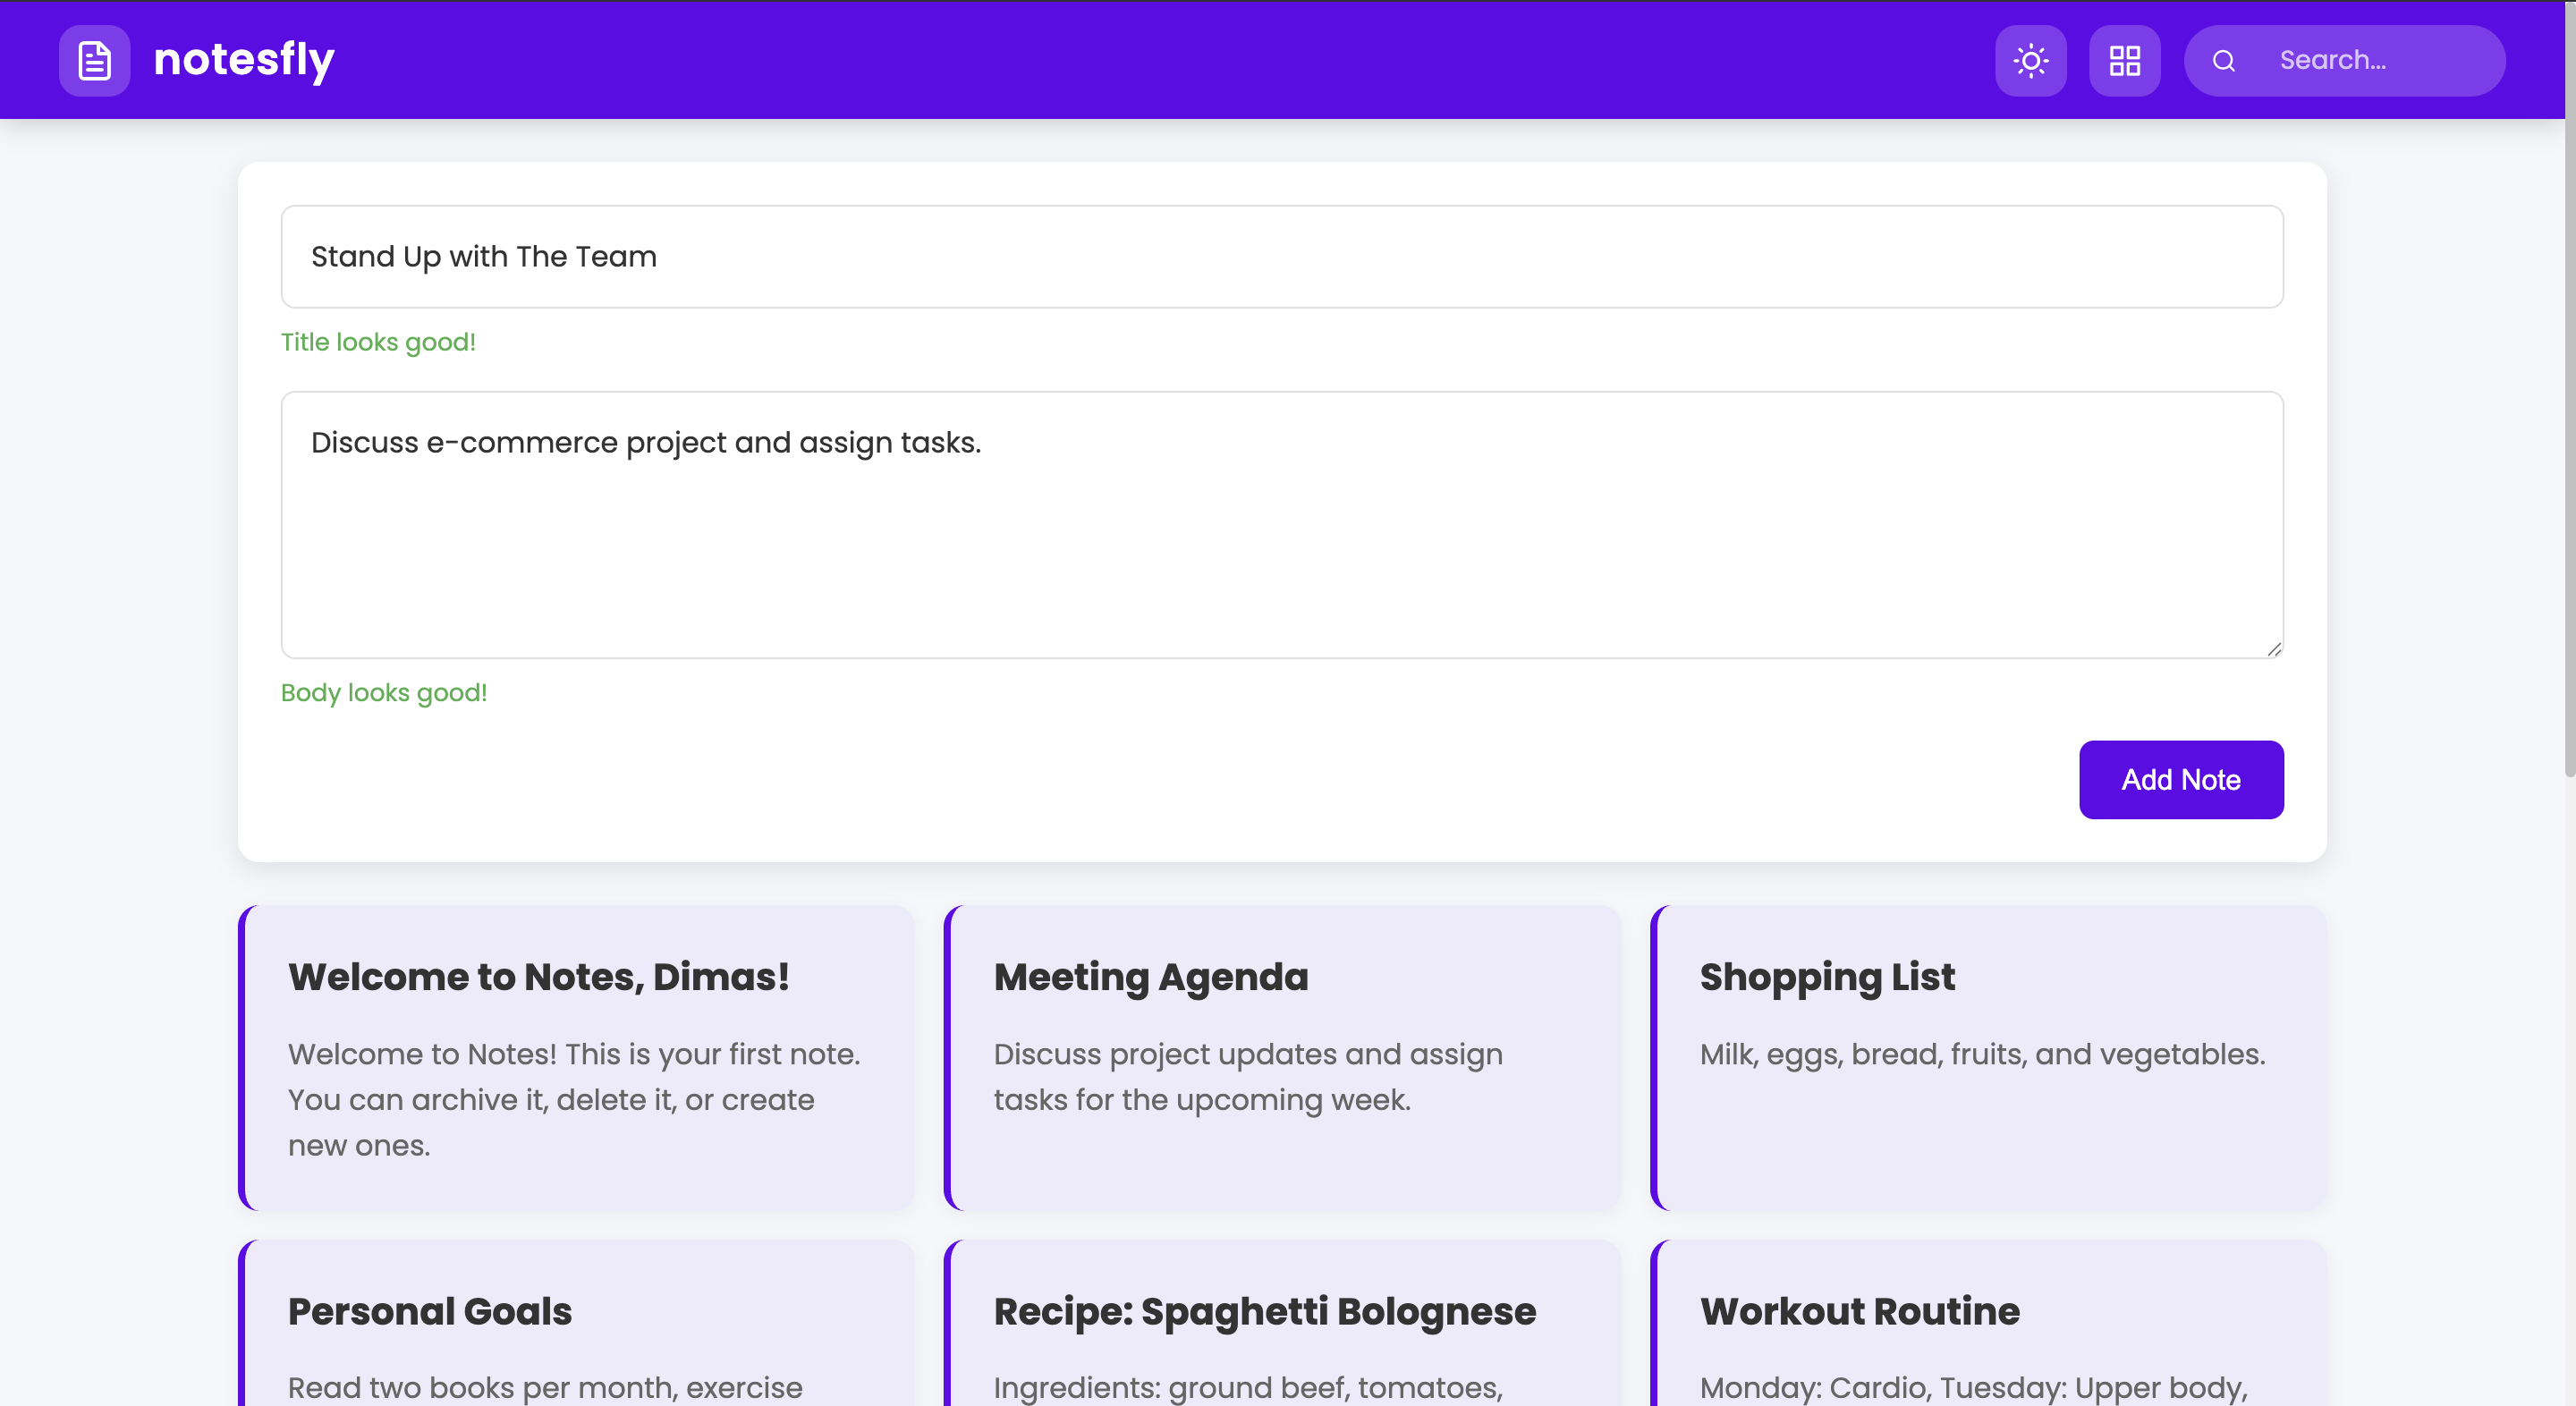 notesfly
Search...
Stand Up with The Team
Title looks good!
Discuss e-commerce project and assign tasks.
Body looks good!
Add Note
Welcome to Notes, Dimas!
Welcome to Notes! This is your first note.
You can archive it, delete it, or create
new ones.
Meeting Agenda
Discuss project updates and assign
tasks for the upcoming week.
Shopping List
Milk, eggs, bread, fruits, and vegetables.
Personal Goals
Read two books per month, exercise
Recipe: Spaghetti Bolognese
Ingredients: ground beef, tomatoes,
Workout Routine
Monday: Cardio, Tuesday: Upper body,